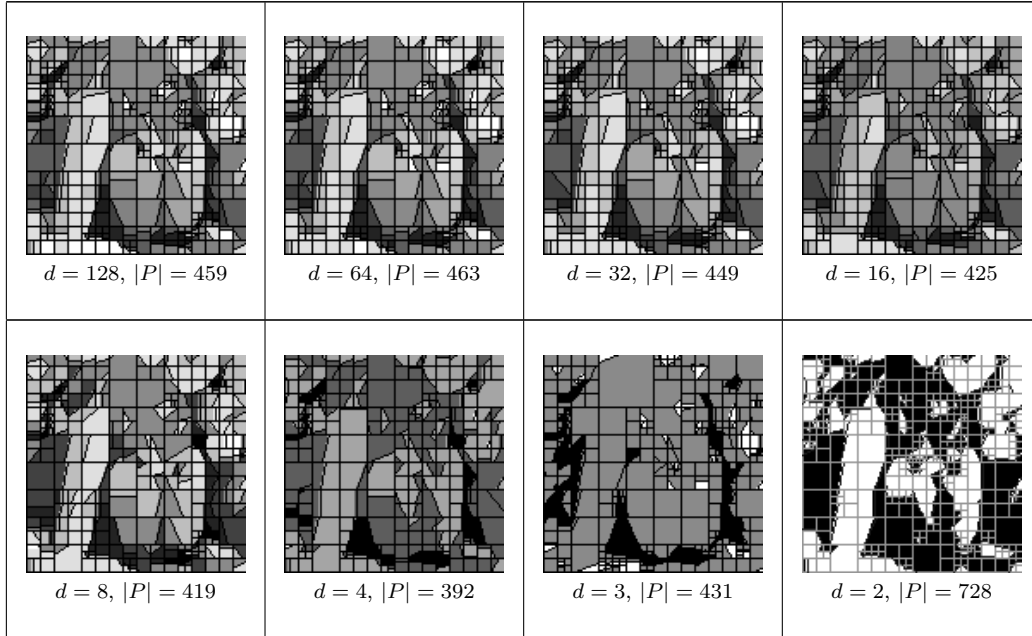 d = 128, |P| = 459
d = 64, |P| = 463
d = 32, |P| = 449
d = 16, |P| = 425
d = 8, |P| = 419
d = 4, |P| = 392
d = 3, |P| = 431
d = 2, |P| = 728